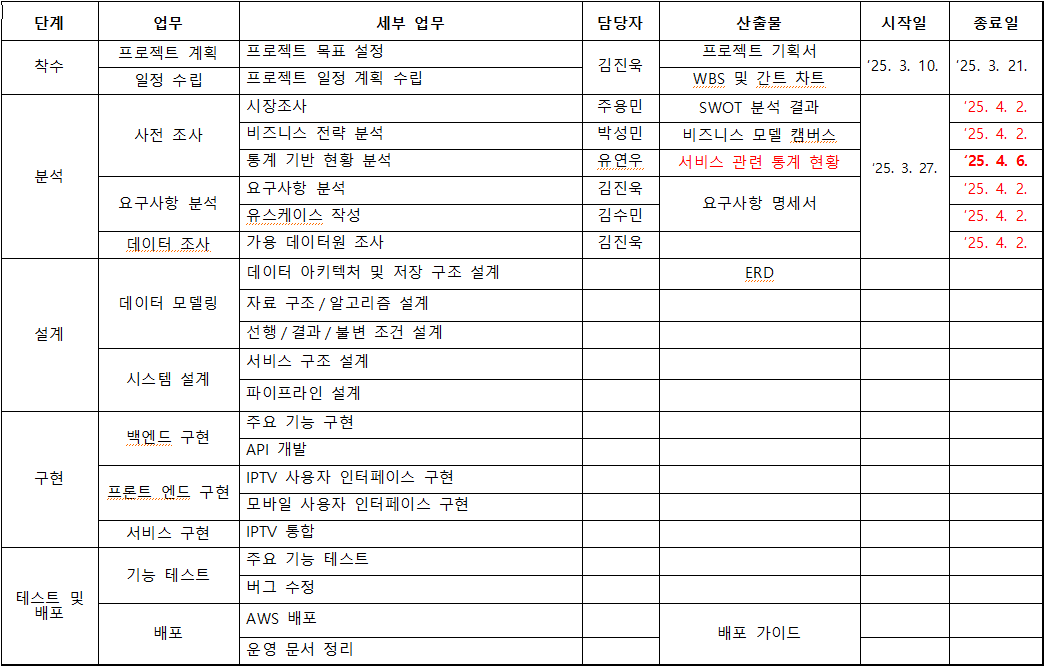 단계 업무 세부 업무 담당자 산출물 시작일 종료일
착수 프로젝트 계획 프로젝트 목표 설정 김진욱 프로젝트 기획서 ‘25. 3. 10. ‘25. 3. 21.
일정 수립 프로젝트 일정 계획 수립 WBS 및 간트 차트
분석 사전 조사 시장조사 주용민 SWOT 분석 결과 ‘25. 3. 27. ‘25. 4. 2.
비즈니스 전략 분석 박성민 비즈니스 모델 캠버스 ‘25. 4. 2.
통계 기반 현황 분석 유연우 서비스 관련 통계 현황 ‘25. 4. 6.
요구사항 분석 요구사항 분석 김진욱 요구사항 명세서 ‘25. 4. 2.
유스케이스 작성 김수민 ‘25. 4. 2.
데이터 조사 가용 데이터원 조사 김진욱 ‘25. 4. 2.
설계 데이터 모델링 데이터 아키텍처 및 저장 구조 설계 ERD
자료 구조 / 알고리즘 설계
선행 / 결과 / 불변 조건 설계
시스템 설계 서비스 구조 설계
파이프라인 설계
구현 백엔드 구현 주요 기능 구현
API 개발
프론트 엔드 구현 IPTV 사용자 인터페이스 구현
모바일 사용자 인터페이스 구현
서비스 구현 IPTV 통합
테스트 및
배포 기능 테스트 주요 기능 테스트
버그 수정
배포 AWS 배포 배포 가이드
운영 문서 정리